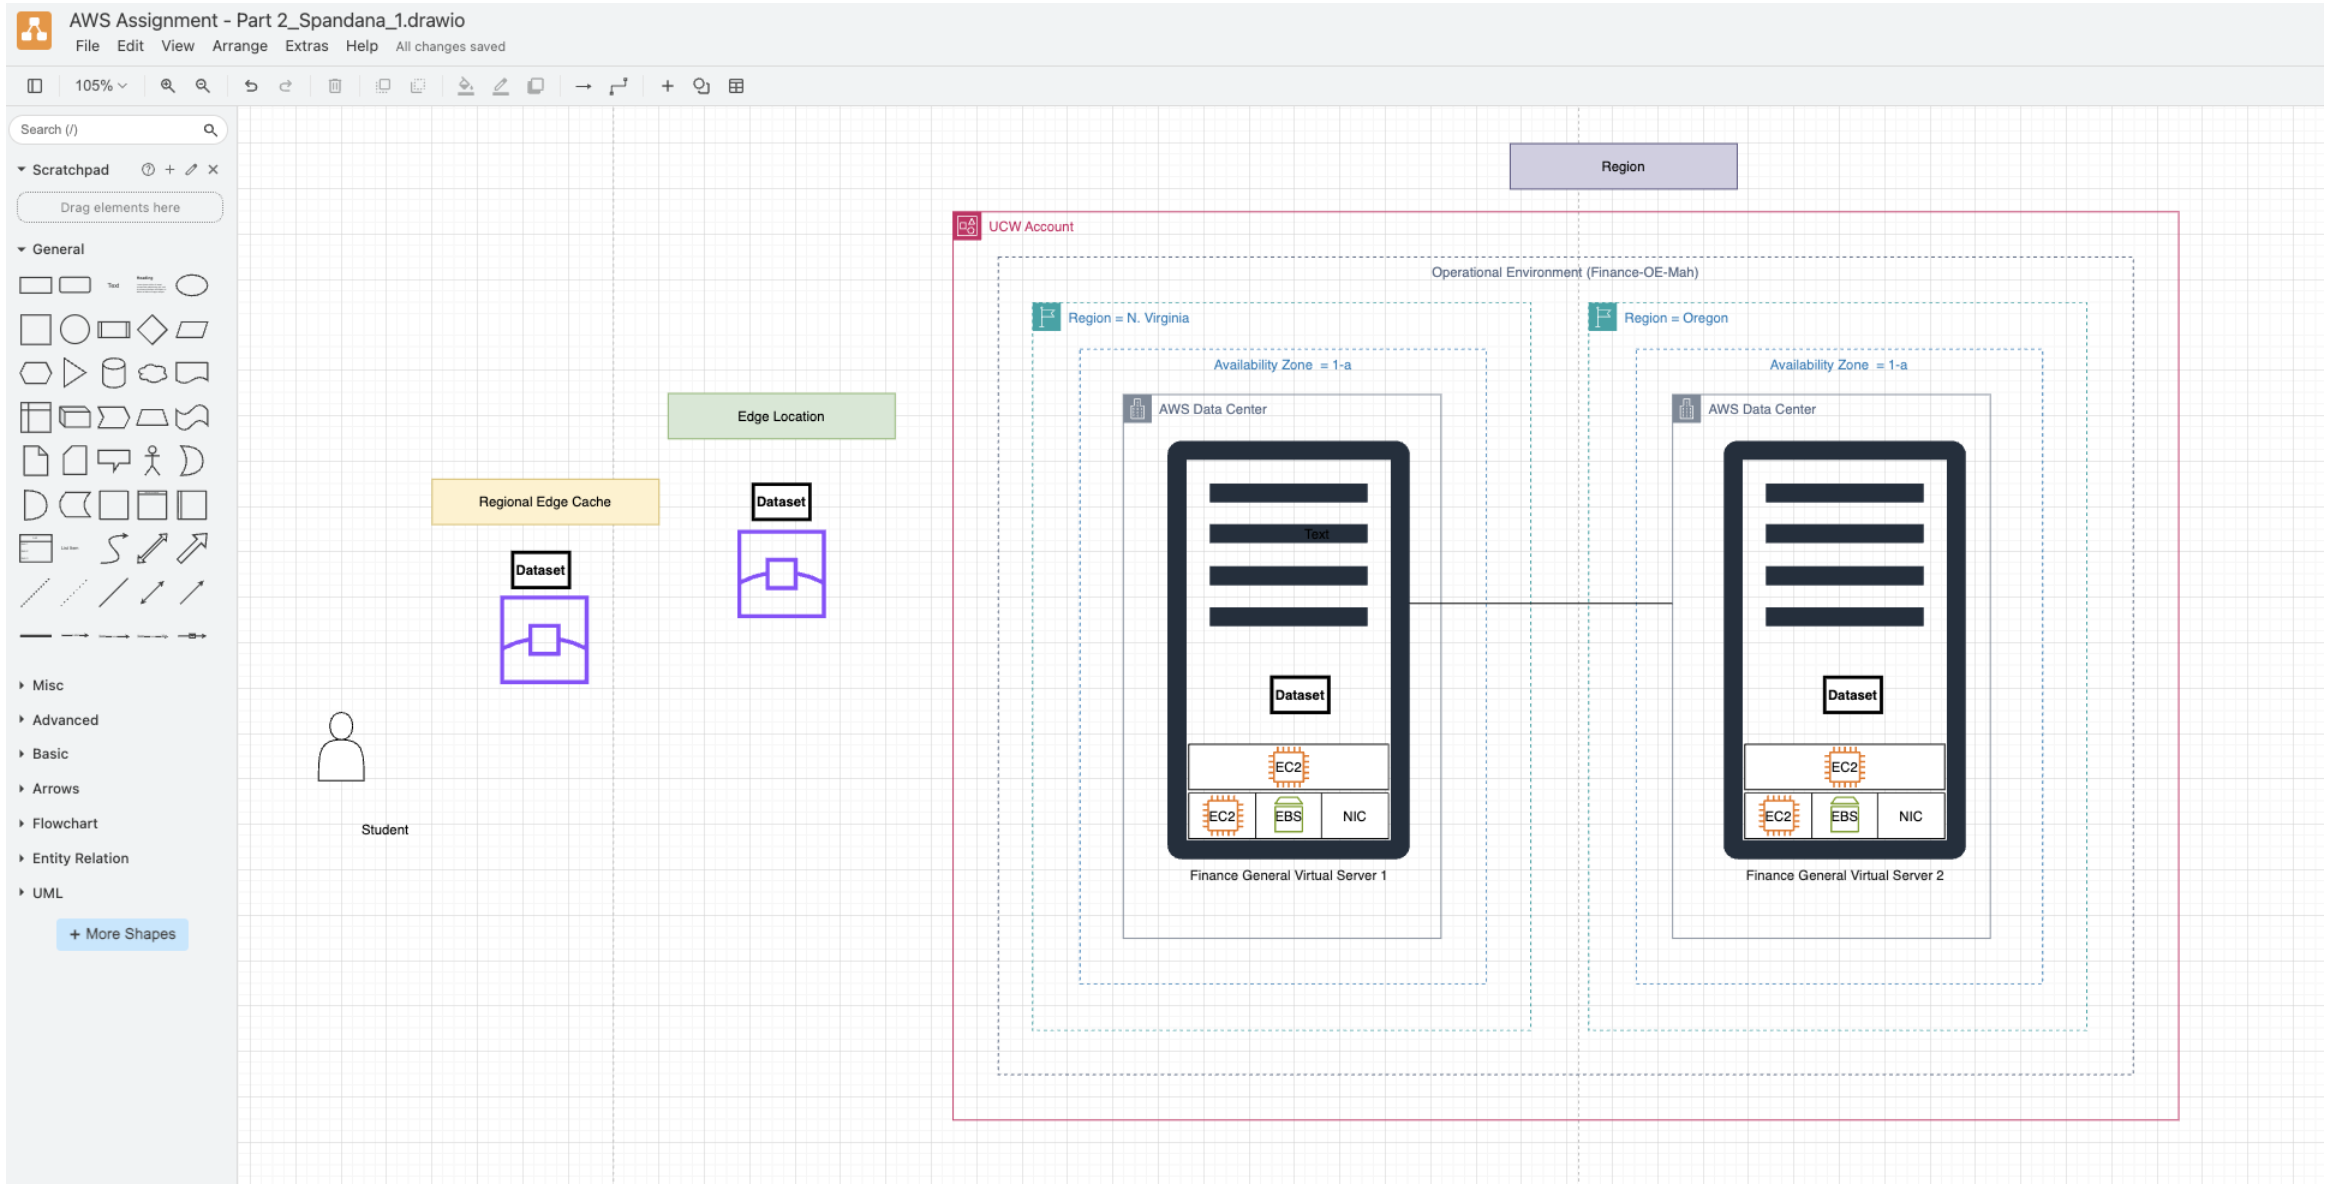 AWS Assignment - Part 2_Spandana_1.drawio
File Edit View Arrange Extras Help All changes saved
105%
Search (/)
Scratchpad
Drag elements here
General
Text
Heading
List Item
Misc
Advanced
Basic
Arrows
Flowchart
Entity Relation
UML
+ More Shapes
Region
UCW Account
Operational Environment (Finance-OE-Mah)
Region = N. Virginia
Region = Oregon
Availability Zone = 1-a
Availability Zone = 1-a
AWS Data Center
AWS Data Center
Edge Location
Regional Edge Cache
Dataset
Dataset
Text
Dataset
Dataset
EC2
EC2
EC2 EBS NIC
EC2 EBS NIC
Student
Finance General Virtual Server 1
Finance General Virtual Server 2